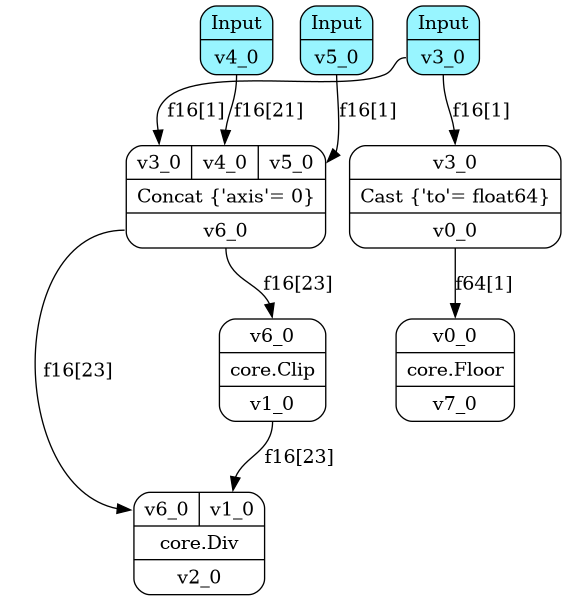 Input
v4_0
Input
v5_0
Input
v3_0
f16[1]
f16[21]
f16[1]
f16[1]
v3_0 v4_0 v5_0
Concat {'axis'= 0}
v6_0
v3_0
Cast {'to'= float64}
v0_0
f16[23]
f64[1]
v6_0
core.Clip
v1_0
v0_0
core.Floor
v7_0
f16[23]
f16[23]
v6_0 v1_0
core.Div
v2_0